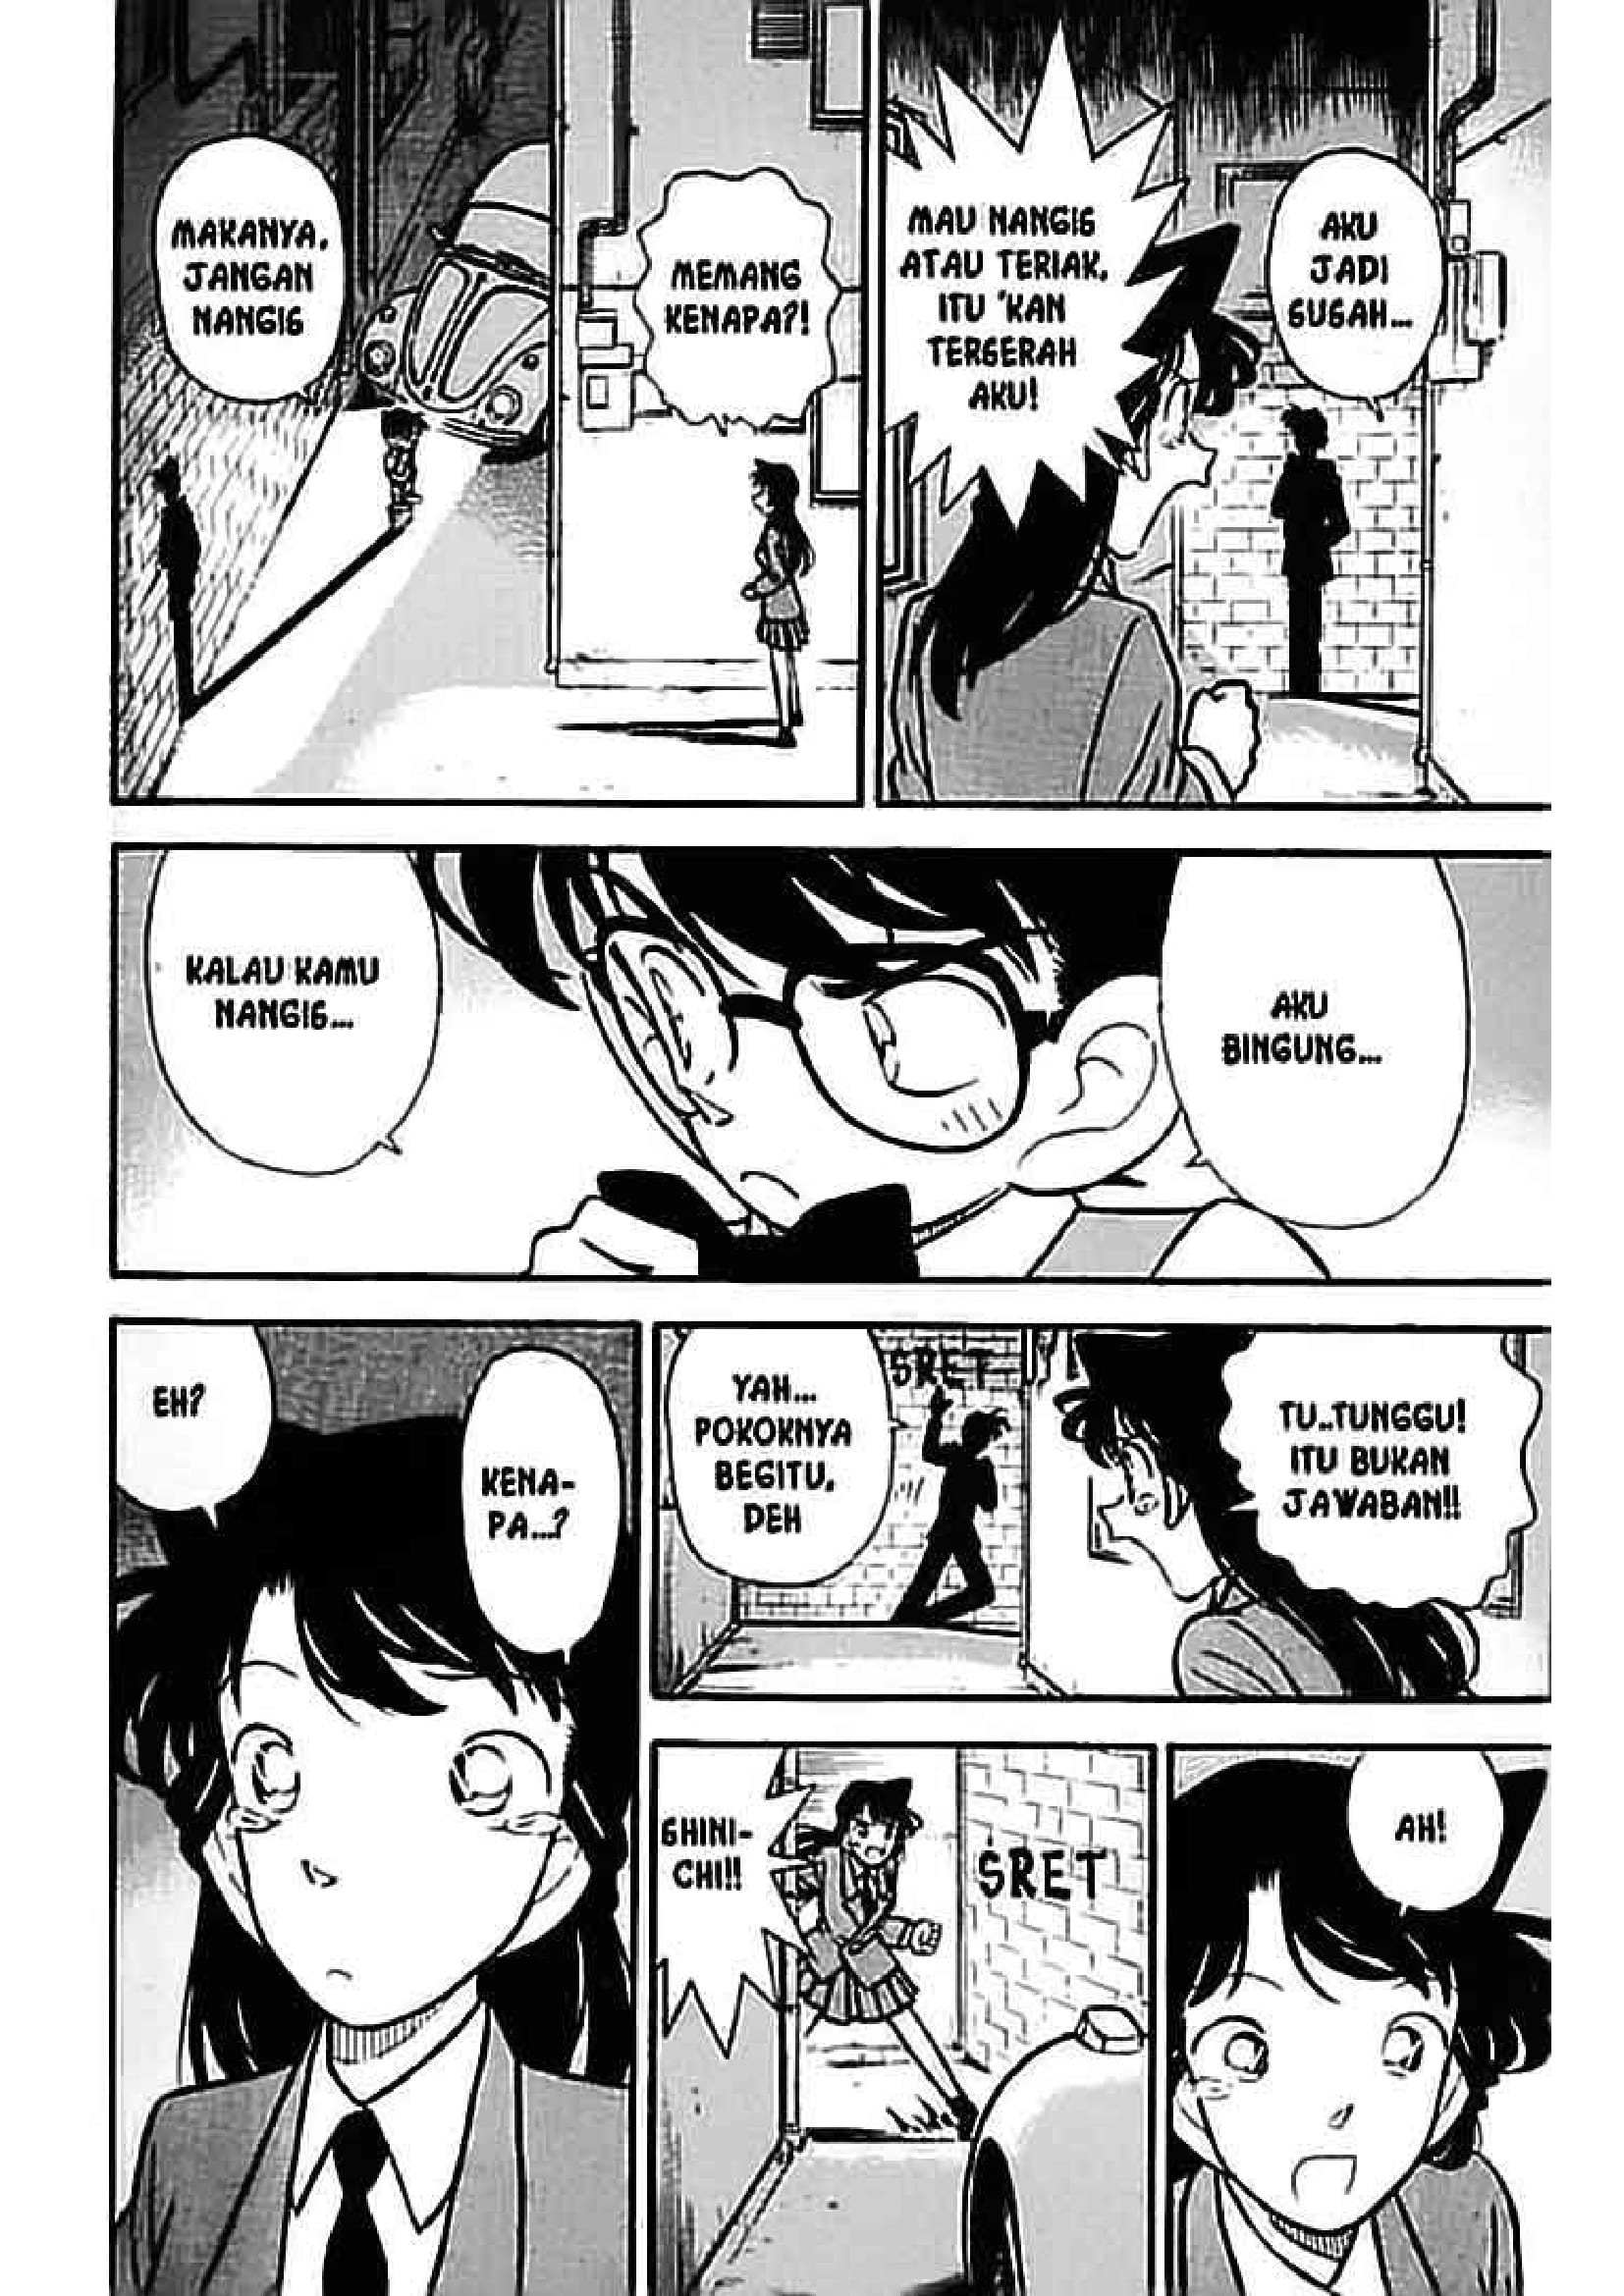 AKU
JADI
SUSAH...
MAU NANGIS
ATAU TERIAK,
ITU 'KAN
TERSERAH
AKU!
MEMANG
KENAPA?!
MAKANYA,
JANGAN
NANGIS
AKU
BINGUNG...
KALAU KAMU
NANGIS...
TU..TUNGGU!
ITU BUKAN
JAWABAN!!
SRET
YAH...
POKOKNYA
BEGITU,
DEH
KENA-
PA...?
EH?
AH!
SRET
SHINI-
CHI!!